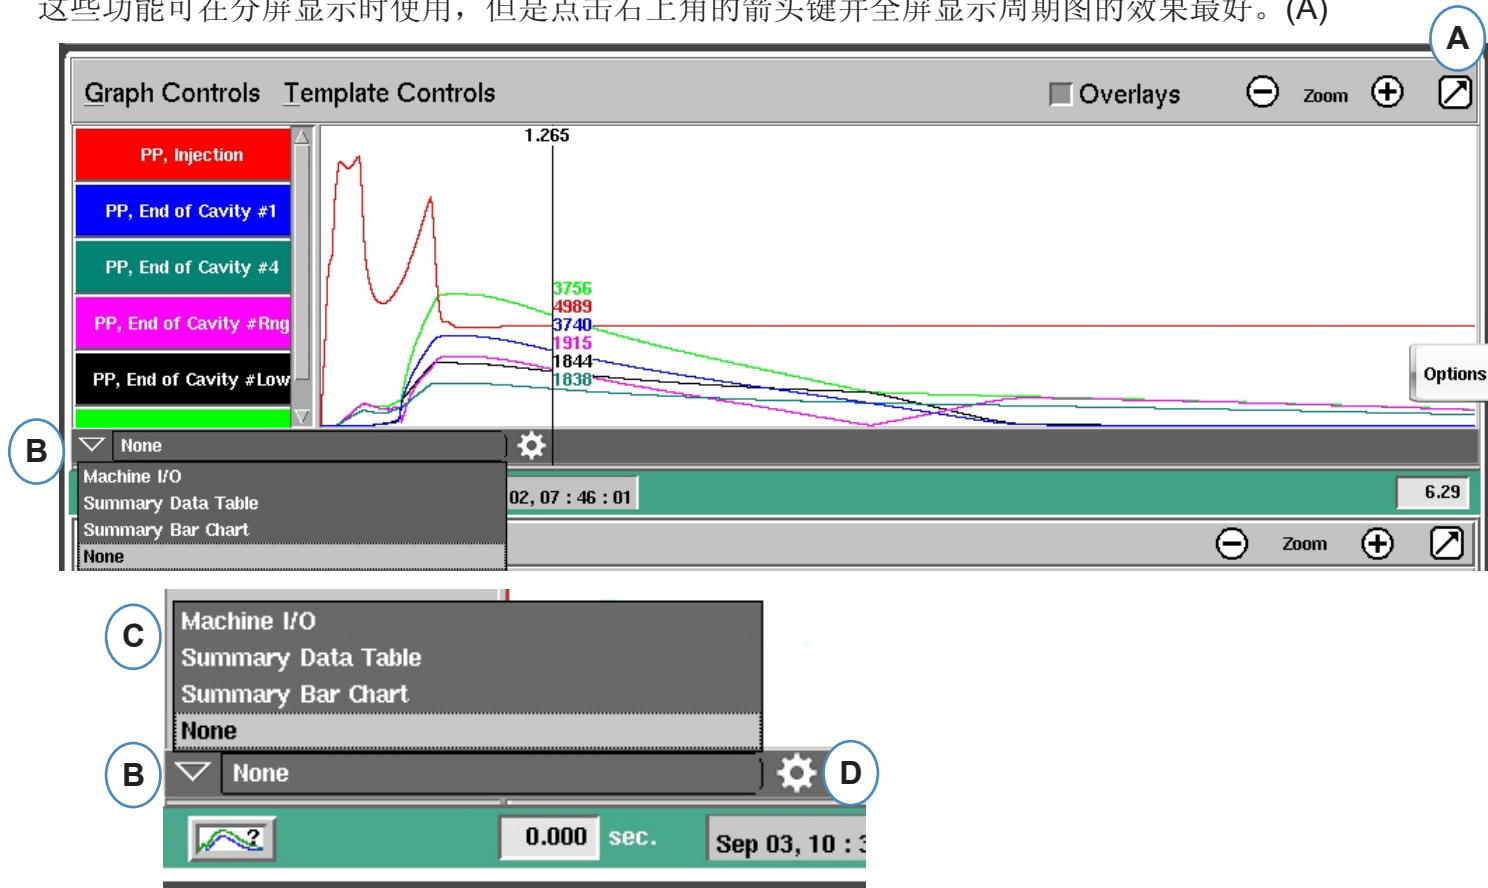 这些功能可在分屏显示时使用，但是点击右上角的箭头键并全屏显示周期图的效果最好。(A)
A
Graph Controls Template Controls Overlays Zoom
1.265
PP, Injection
PP, End of Cavity #1
PP, End of Cavity #4
PP, End of Cavity #Rng
PP, End of Cavity #Low
3756
4989
3740
1915
1844
1838
Options
B
None
Machine I/O
Summary Data Table
Summary Bar Chart
None
02, 07 : 46 : 01
6.29
Zoom
C
Machine I/O
Summary Data Table
Summary Bar Chart
None
B
None
D
?
0.000 sec. Sep 03, 10 : 3